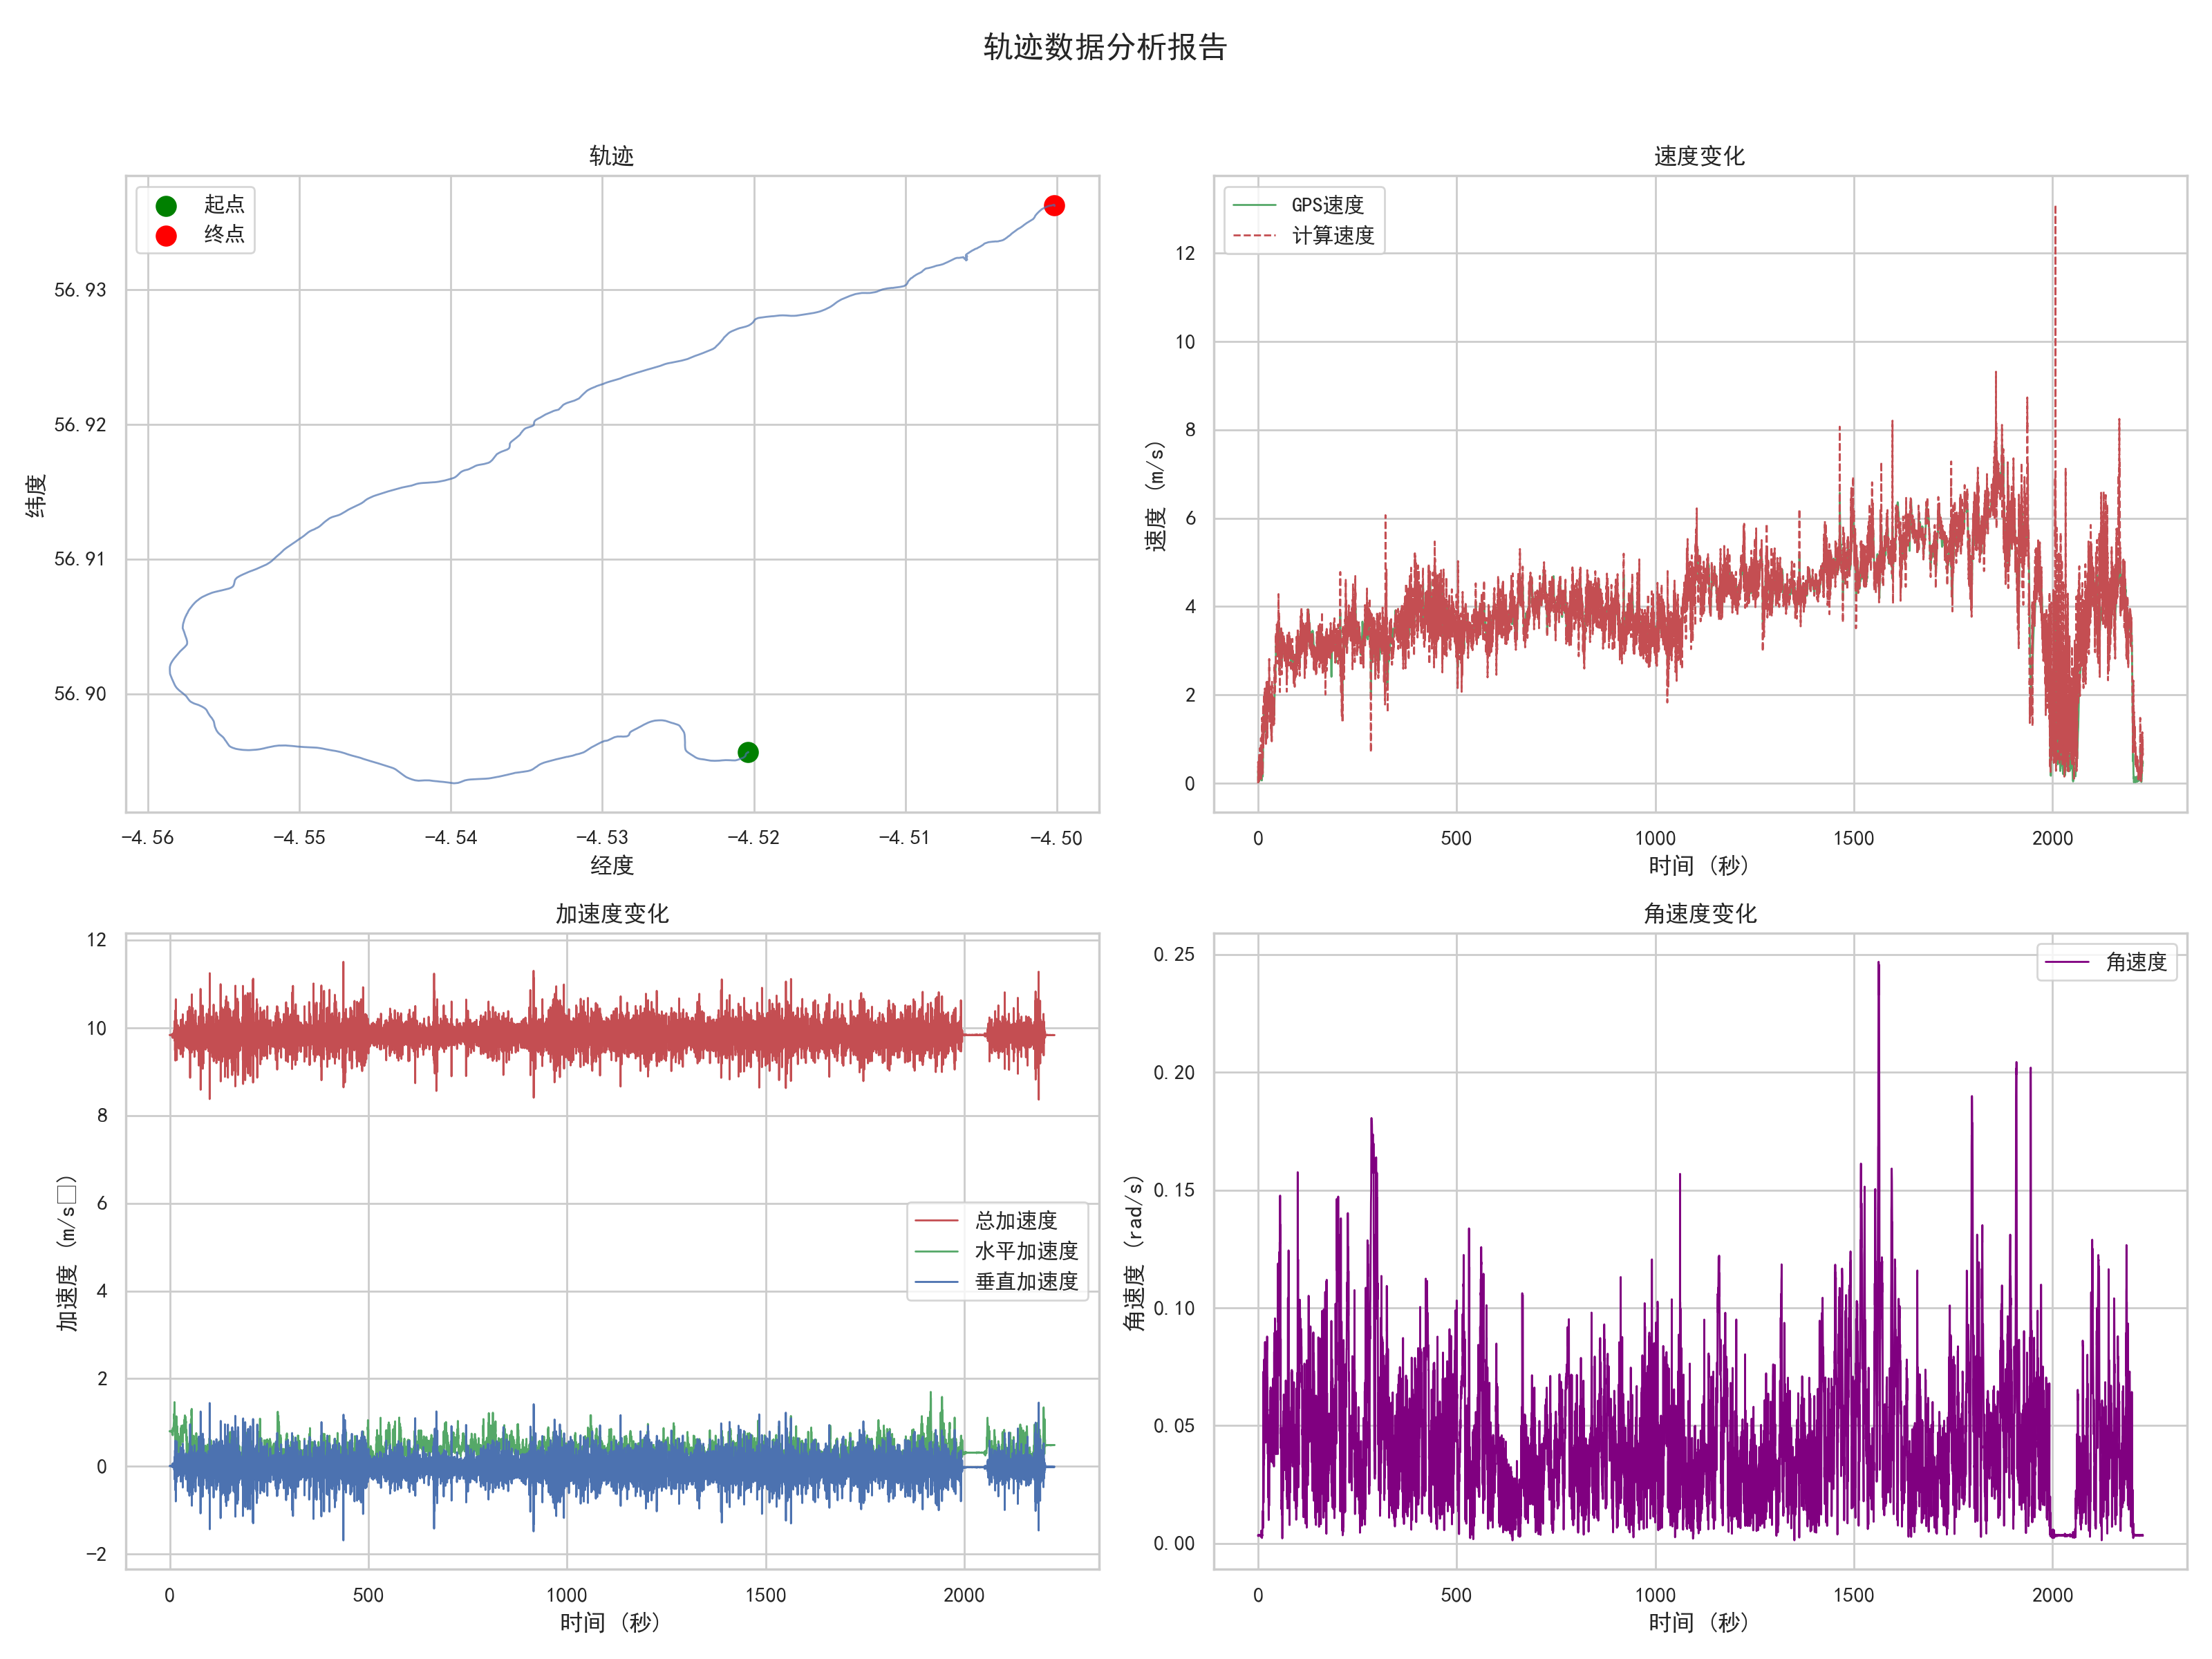 轨迹数据分析报告
轨迹
起点
终点
纬度
56.93
56.92
56.91
56.90
-4.56 -4.55 -4.54 -4.53 -4.52 -4.51 -4.50
经度
速度变化
GPS速度
计算速度
速度 (m/s)
12
10
8
6
4
2
0
0 500 1000 1500 2000
时间 (秒)
加速度变化
总加速度
水平加速度
垂直加速度
加速度 (m/s□)
12
10
8
6
4
2
0
-2
0 500 1000 1500 2000
时间 (秒)
角速度变化
角速度
角速度 (rad/s)
0.25
0.20
0.15
0.10
0.05
0.00
0 500 1000 1500 2000
时间 (秒)